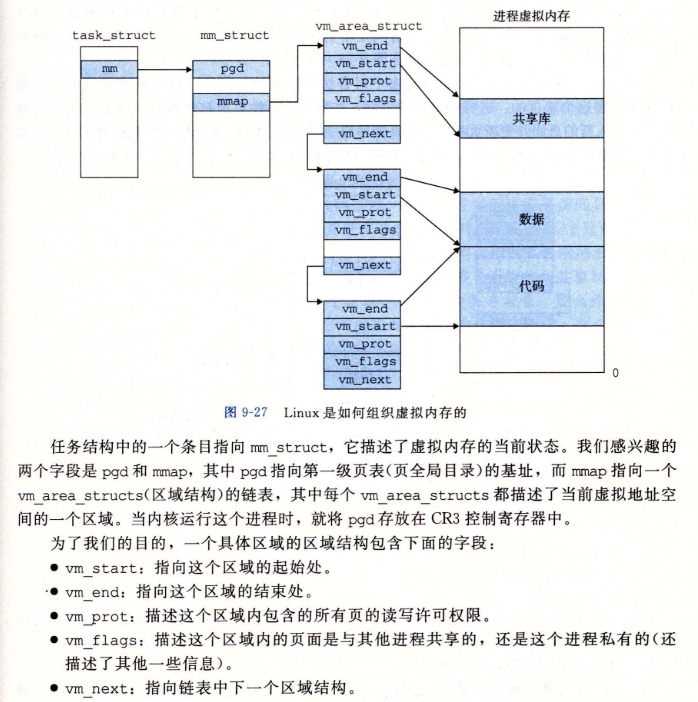 进程虚拟内存
vm_area_struct
task_struct
mm_struct
mm
pgd
mmap
vm_end
vm_start
vm_prot
vm_flags
vm_next
vm_end
vm_start
vm_prot
vm_flags
vm_next
vm_end
vm_start
vm_prot
vm_flags
vm_next
共享库
数据
代码
0
图 9-27 Linux 是如何组织虚拟内存的
任务结构中的一个条目指向 mm_struct，它描述了虚拟内存的当前状态。我们感兴趣的
两个字段是 pgd 和 mmap，其中 pgd 指向第一级页表(页全局目录)的基址，而 mmap 指向一个
vm_area_structs(区域结构)的链表，其中每个 vm_area_structs 都描述了当前虚拟地址空
间的一个区域。当内核运行这个进程时，就将 pgd 存放在 CR3 控制寄存器中。
为了我们的目的，一个具体区域的区域结构包含下面的字段：
● vm_start：指向这个区域的起始处。
● vm_end：指向这个区域的结束处。
● vm_prot：描述这个区域内包含的所有页的读写许可权限。
● vm_flags：描述这个区域内的页面是与其他进程共享的，还是这个进程私有的(还
描述了其他一些信息)。
● vm_next：指向链表中下一个区域结构。